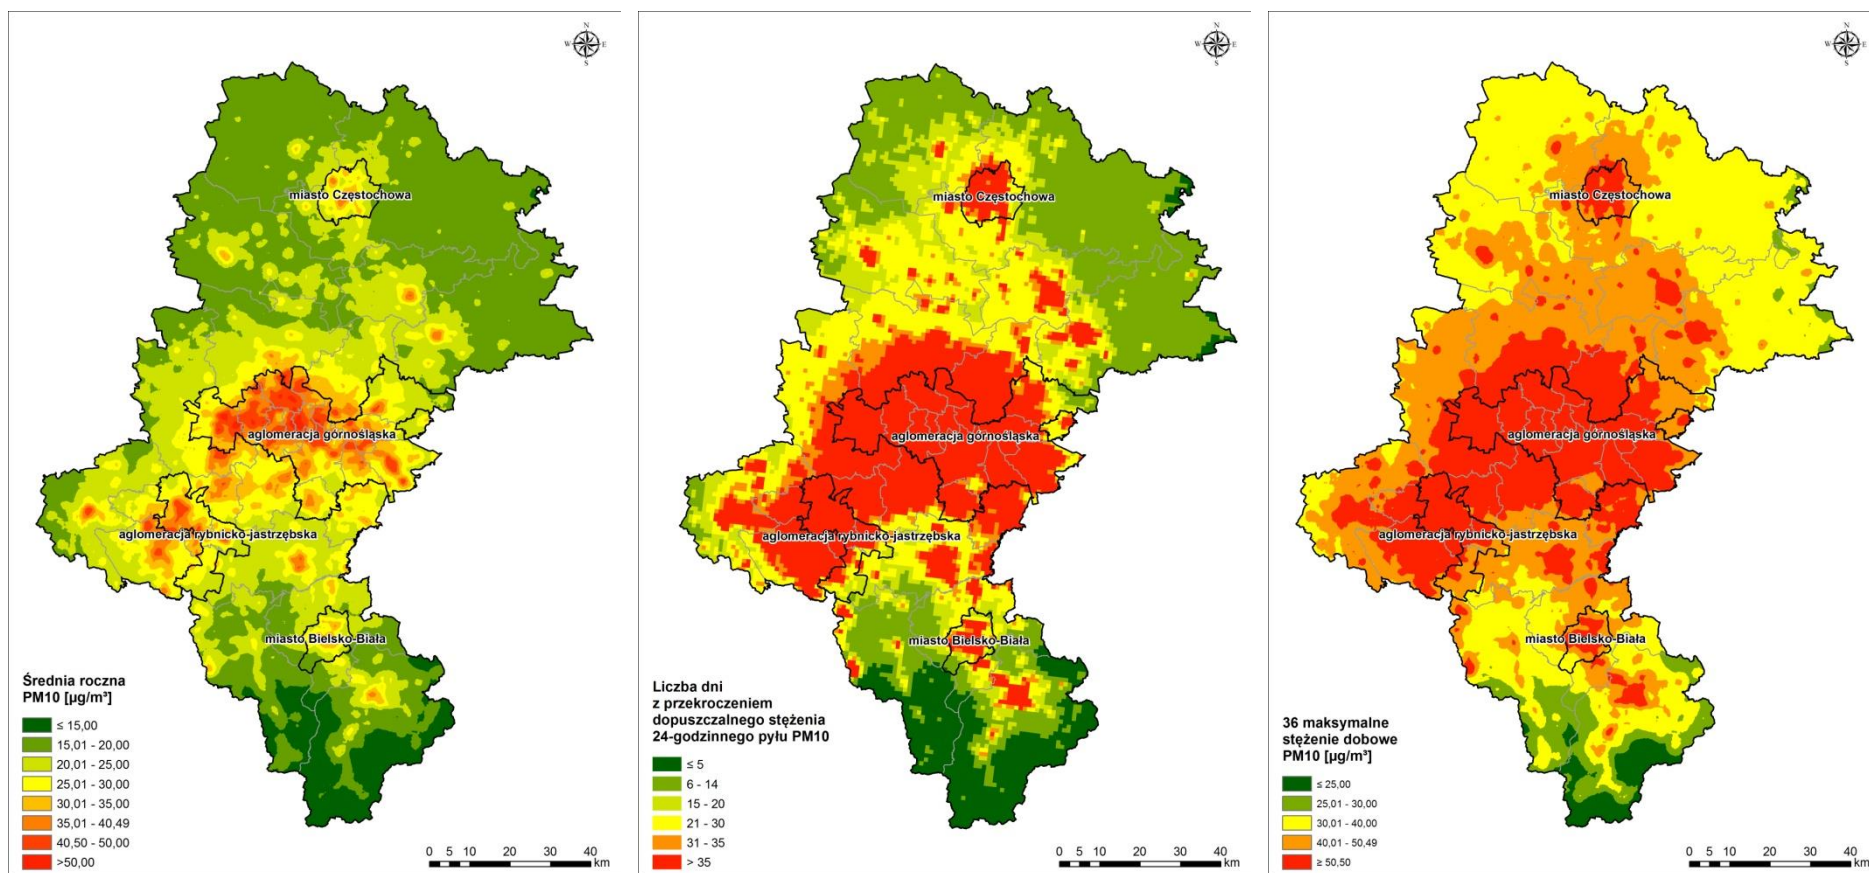 N
W E
S
miasto Częstochowa
aglomeracja górnośląska
aglomeracja rybnicko-jastrzębska
miasto Bielsko-Biała
Średnia roczna
PM10 [µg/m³]
≤ 15,00
15,01 - 20,00
20,01 - 25,00
25,01 - 30,00
30,01 - 35,00
35,01 - 40,49
40,50 - 50,00
>50,00
0 5 10 20 30 40
km
N
W E
S
miasto Częstochowa
aglomeracja górnośląska
aglomeracja rybnicko-jastrzębska
miasto Bielsko-Biała
Liczba dni
z przekroczeniem
dopuszczalnego stężenia
24-godzinnego pyłu PM10
≤ 5
6 - 14
15 - 20
21 - 30
31 - 35
> 35
0 5 10 20 30 40
km
N
W E
S
miasto Częstochowa
aglomeracja górnośląska
aglomeracja rybnicko-jastrzębska
miasto Bielsko-Biała
36 maksymalne
stężenie dobowe
PM10 [µg/m³]
≤ 25,00
25,01 - 30,00
30,01 - 40,00
40,01 - 50,49
≥ 50,50
0 5 10 20 30 40
km